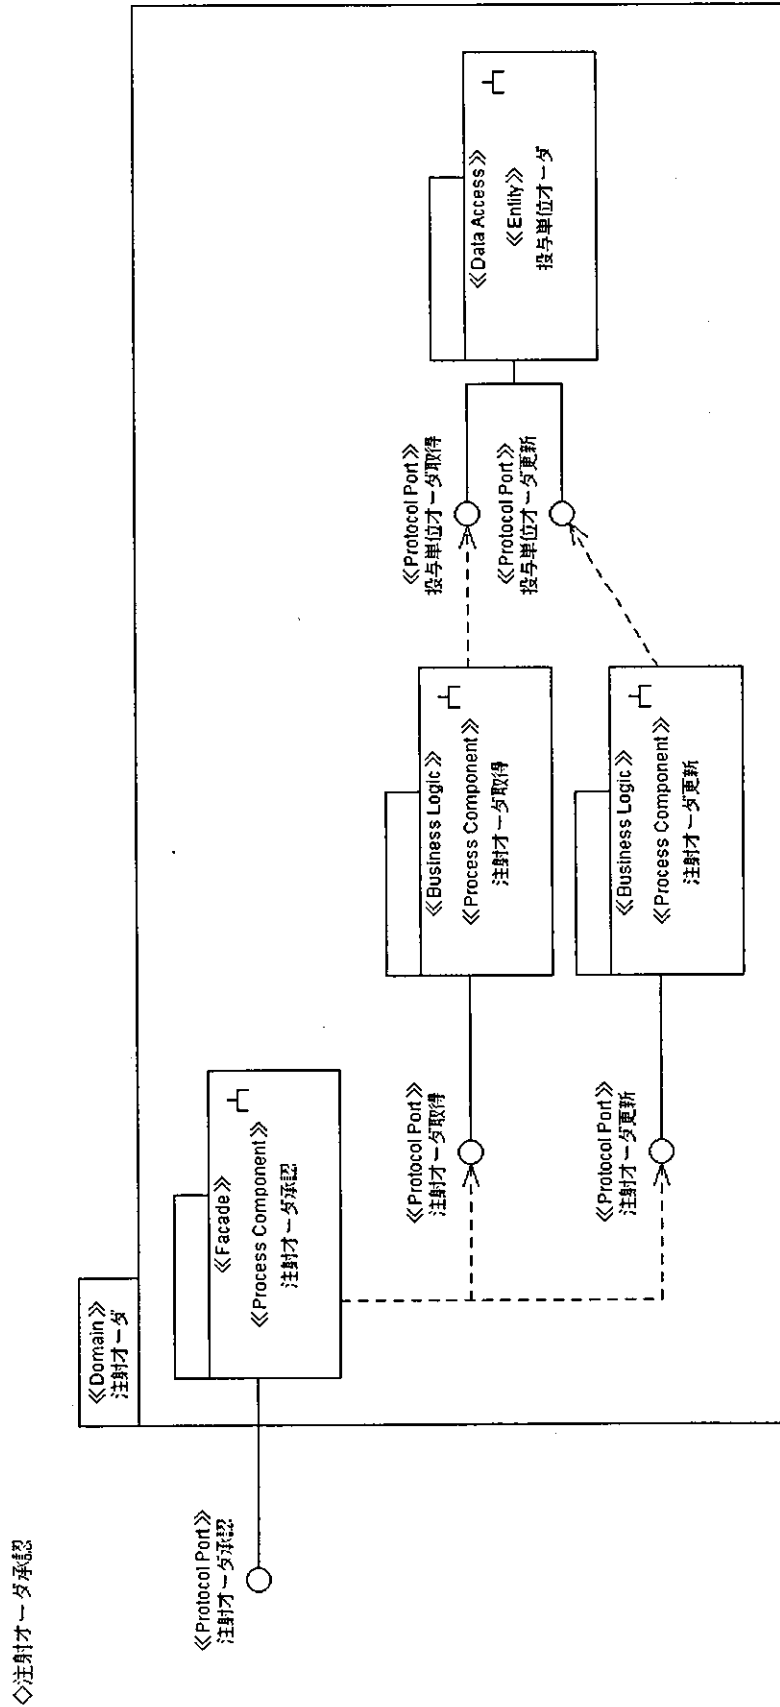 ◇注射オーダ承認
≪Domain≫
注射オーダ
≪Protocol Port≫
注射オーダ承認
≪Facade≫
≪Process Component≫
注射オーダ承認
≪Protocol Port≫
注射オーダ取得
≪Business Logic≫
≪Process Component≫
注射オーダ取得
≪Protocol Port≫
投与単位オーダ取得
≪Data Access≫
≪Entity≫
投与単位オーダ
≪Protocol Port≫
投与単位オーダ更新
≪Protocol Port≫
注射オーダ更新
≪Business Logic≫
≪Process Component≫
注射オーダ更新